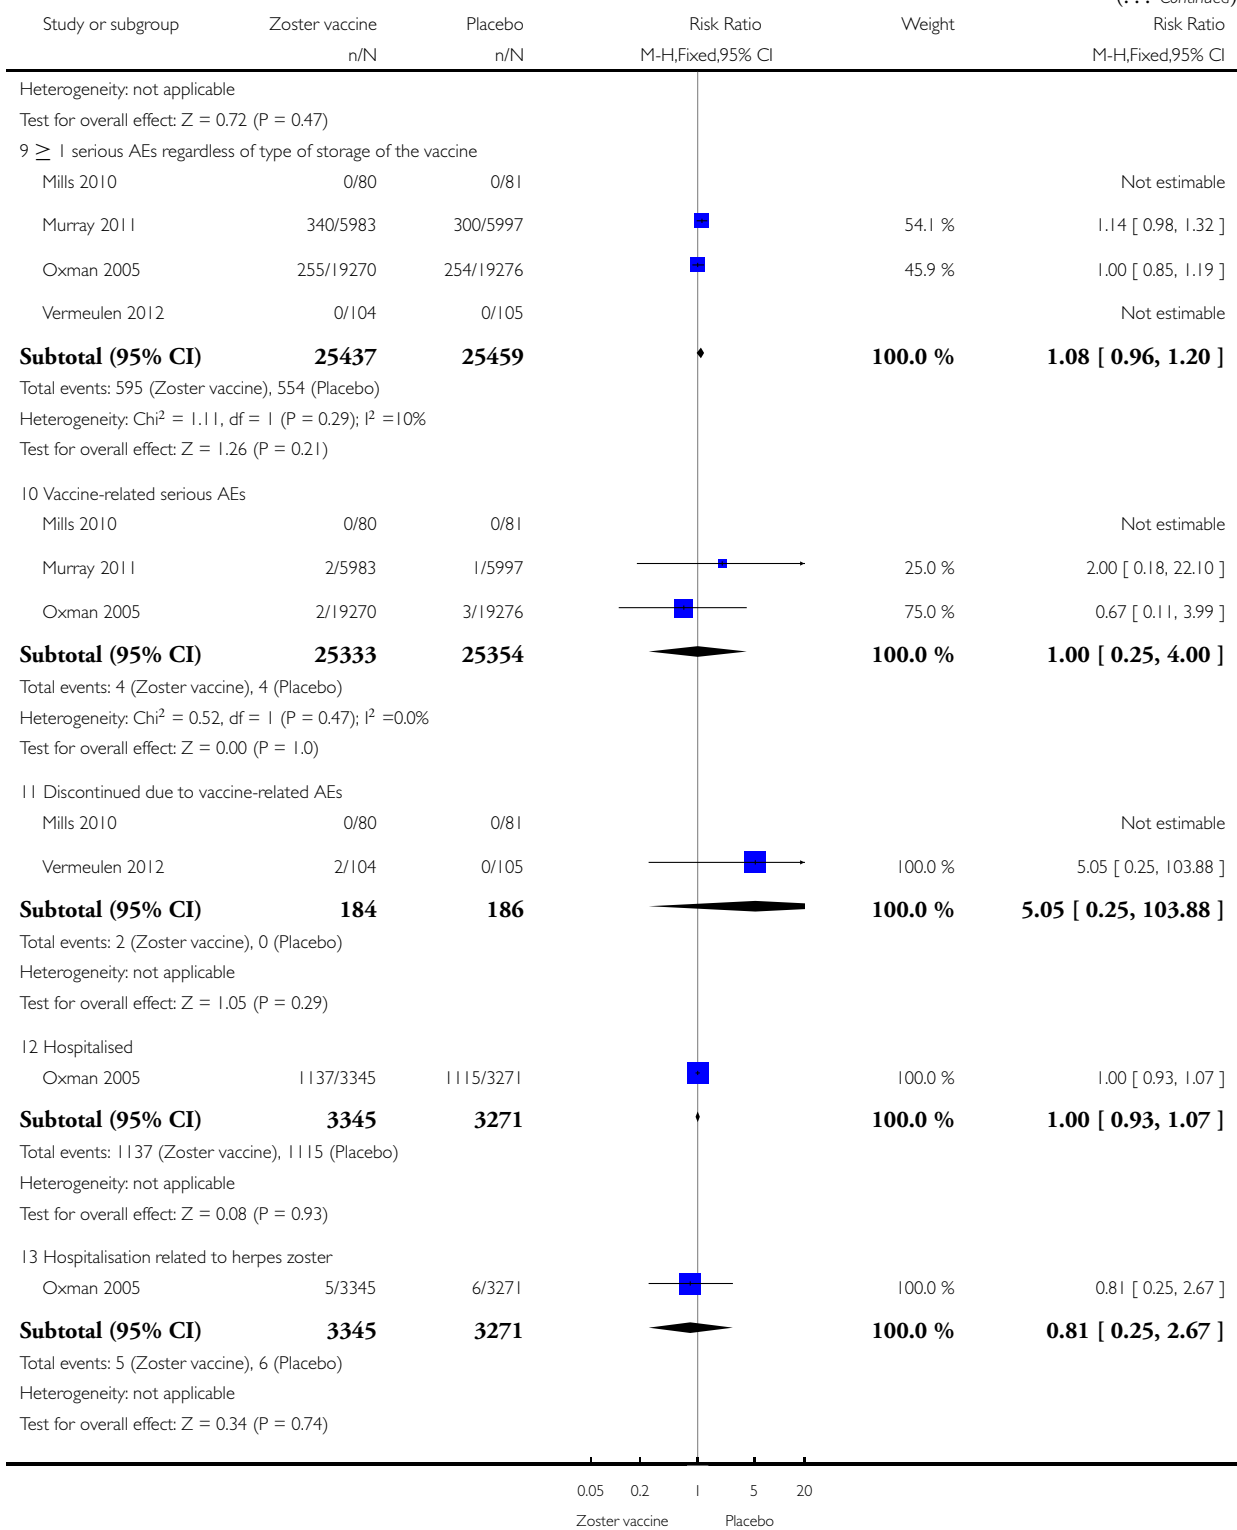 (. . . Continued)
Study or subgroup Zoster vaccine Placebo Risk Ratio Weight Risk Ratio
n/N n/N M-H,Fixed,95% CI M-H,Fixed,95% CI
Heterogeneity: not applicable
Test for overall effect: Z = 0.72 (P = 0.47)
9 ≥ 1 serious AEs regardless of type of storage of the vaccine
Mills 2010 0/80 0/81 Not estimable
Murray 2011 340/5983 300/5997 54.1 % 1.14 [ 0.98, 1.32 ]
Oxman 2005 255/19270 254/19276 45.9 % 1.00 [ 0.85, 1.19 ]
Vermeulen 2012 0/104 0/105 Not estimable
Subtotal (95% CI) 25437 25459 100.0 % 1.08 [ 0.96, 1.20 ]
Total events: 595 (Zoster vaccine), 554 (Placebo)
Heterogeneity: Chi² = 1.11, df = 1 (P = 0.29); I² =10%
Test for overall effect: Z = 1.26 (P = 0.21)
10 Vaccine-related serious AEs
Mills 2010 0/80 0/81 Not estimable
Murray 2011 2/5983 1/5997 25.0 % 2.00 [ 0.18, 22.10 ]
Oxman 2005 2/19270 3/19276 75.0 % 0.67 [ 0.11, 3.99 ]
Subtotal (95% CI) 25333 25354 100.0 % 1.00 [ 0.25, 4.00 ]
Total events: 4 (Zoster vaccine), 4 (Placebo)
Heterogeneity: Chi² = 0.52, df = 1 (P = 0.47); I² =0.0%
Test for overall effect: Z = 0.00 (P = 1.0)
11 Discontinued due to vaccine-related AEs
Mills 2010 0/80 0/81 Not estimable
Vermeulen 2012 2/104 0/105 100.0 % 5.05 [ 0.25, 103.88 ]
Subtotal (95% CI) 184 186 100.0 % 5.05 [ 0.25, 103.88 ]
Total events: 2 (Zoster vaccine), 0 (Placebo)
Heterogeneity: not applicable
Test for overall effect: Z = 1.05 (P = 0.29)
12 Hospitalised
Oxman 2005 1137/3345 1115/3271 100.0 % 1.00 [ 0.93, 1.07 ]
Subtotal (95% CI) 3345 3271 100.0 % 1.00 [ 0.93, 1.07 ]
Total events: 1137 (Zoster vaccine), 1115 (Placebo)
Heterogeneity: not applicable
Test for overall effect: Z = 0.08 (P = 0.93)
13 Hospitalisation related to herpes zoster
Oxman 2005 5/3345 6/3271 100.0 % 0.81 [ 0.25, 2.67 ]
Subtotal (95% CI) 3345 3271 100.0 % 0.81 [ 0.25, 2.67 ]
Total events: 5 (Zoster vaccine), 6 (Placebo)
Heterogeneity: not applicable
Test for overall effect: Z = 0.34 (P = 0.74)
0.05 0.2 1 5 20
Zoster vaccine Placebo